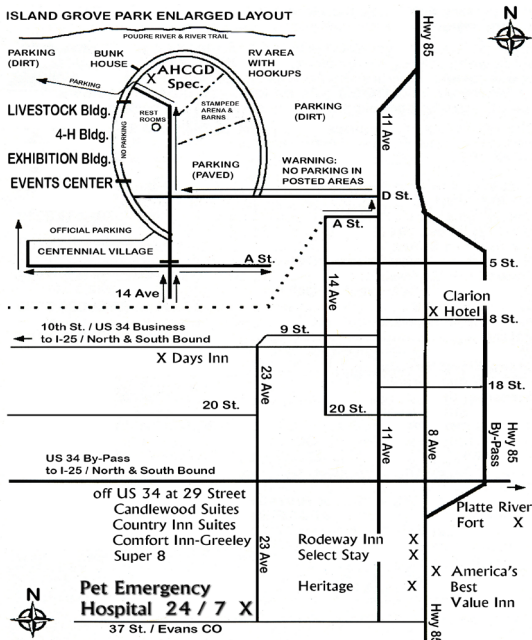 ISLAND GROVE PARK ENLARGED LAYOUT
POUDRE RIVER & RIVER TRAIL
Hwy 85
N
PARKING
(DIRT)
BUNK
HOUSE
RV AREA
WITH
HOOKUPS
X AHCGD
Spec.
PARKING
LIVESTOCK Bldg.
4-H Bldg.
EXHIBITION Bldg.
EVENTS CENTER
NO PARKING
REST
ROOMS
STAMPEDE
ARENA &
BARNS
PARKING
(DIRT)
PARKING
(PAVED)
WARNING:
NO PARKING IN
POSTED AREAS
11 Ave
D St.
A St.
OFFICIAL PARKING
CENTENNIAL VILLAGE
A St.
14 Ave
14 Ave
5 St.
Clarion
X Hotel
8 St.
10th St. / US 34 Business
to I-25 / North & South Bound
9 St.
X Days Inn
23 Ave
18 St.
20 St.
20 St.
11 Ave
8 Ave
Hwy 85
By-Pass
US 34 By-Pass
to I-25 / North & South Bound
off US 34 at 29 Street
Candlewood Suites
Country Inn Suites
Comfort Inn-Greeley
Super 8
23 Ave
Platte River
Fort X
Rodeway Inn X
Select Stay X
Heritage X
X America's
Best
Value Inn
N
Pet Emergency
Hospital 24 / 7 X
37 St. / Evans CO
Hwy 85